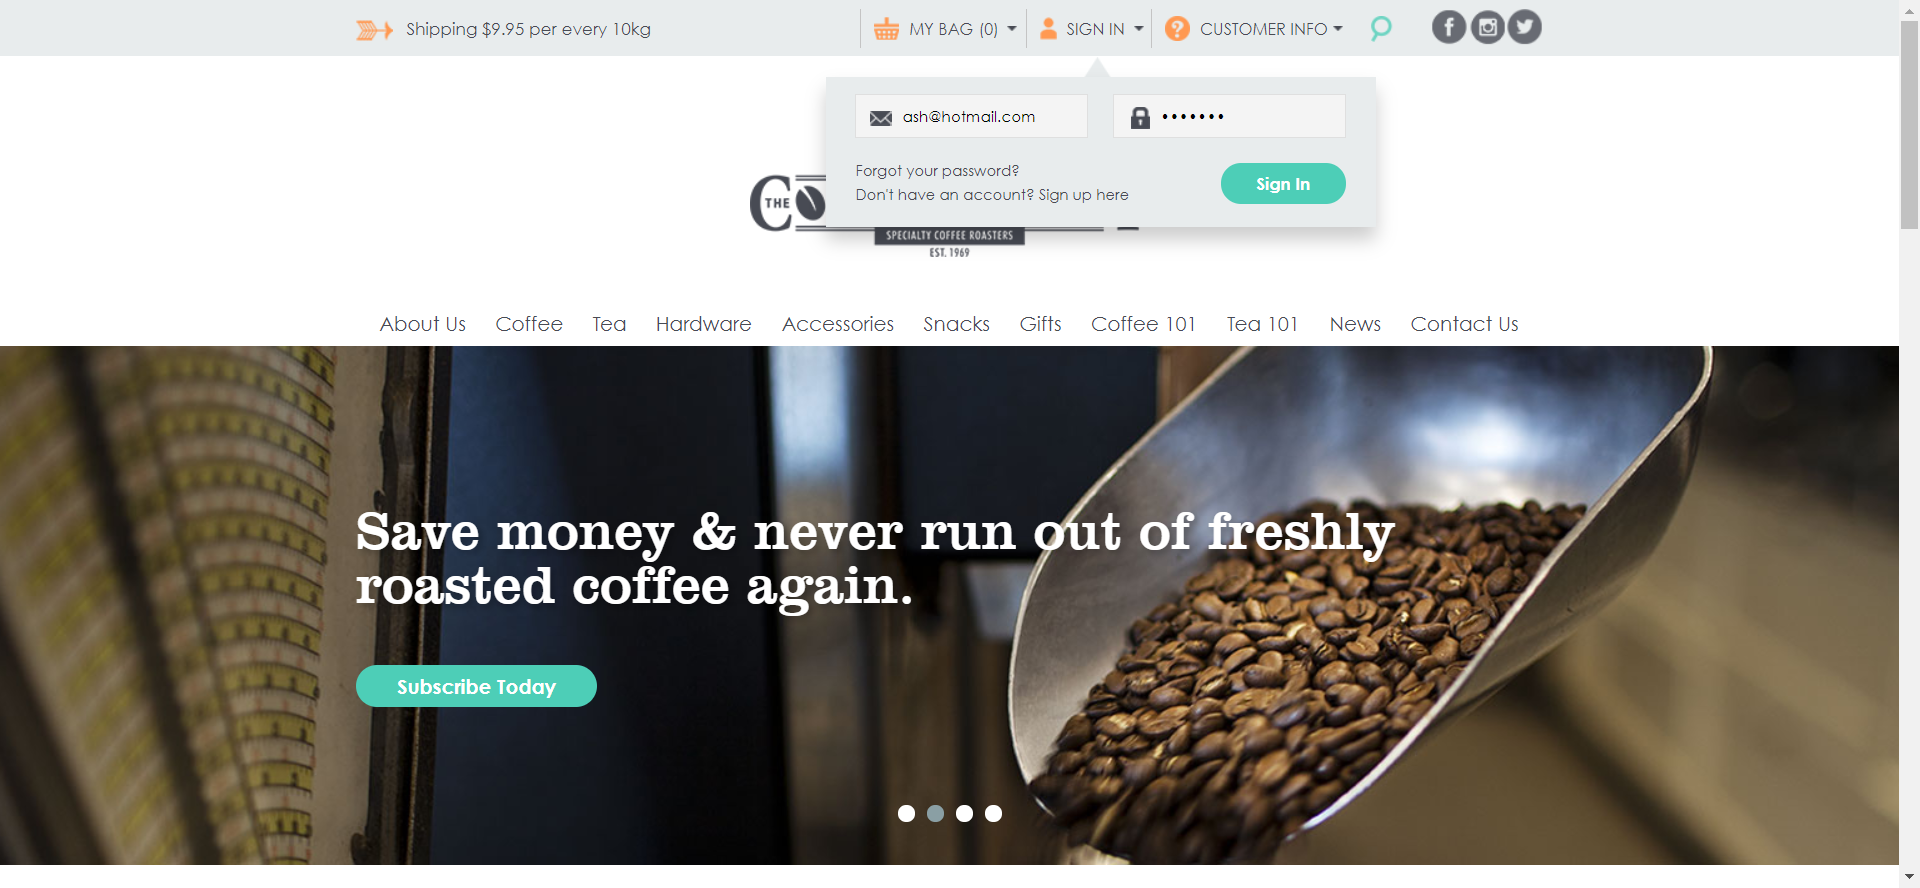 Shipping $9.95 per every 10kg
MY BAG (0)
SIGN IN
CUSTOMER INFO
ash@hotmail.com
•••••••
Forgot your password?
Don't have an account? Sign up here
Sign In
THE
SPECIALTY COFFEE ROASTERS
EST. 1969
About Us
Coffee
Tea
Hardware
Accessories
Snacks
Gifts
Coffee 101
Tea 101
News
Contact Us
Save money & never run out of freshly
roasted coffee again.
Subscribe Today